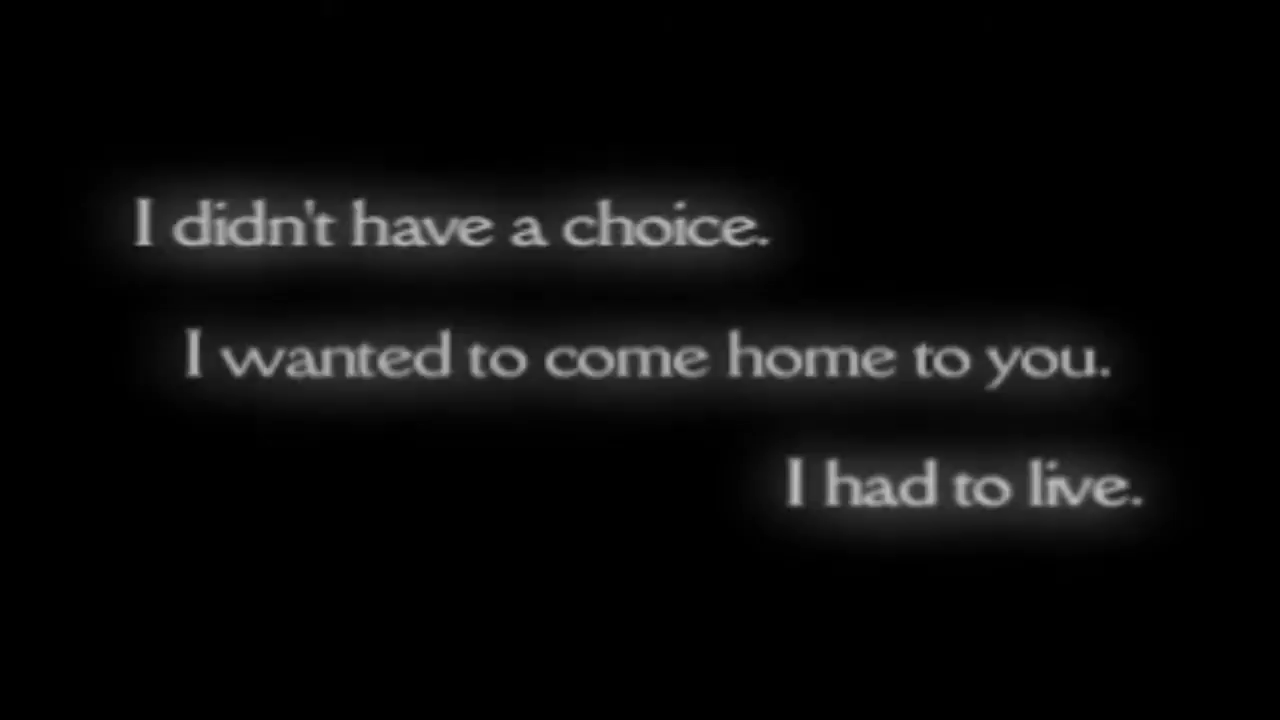 I didn't have a choice.
I wanted to come home to you.
I had to live.